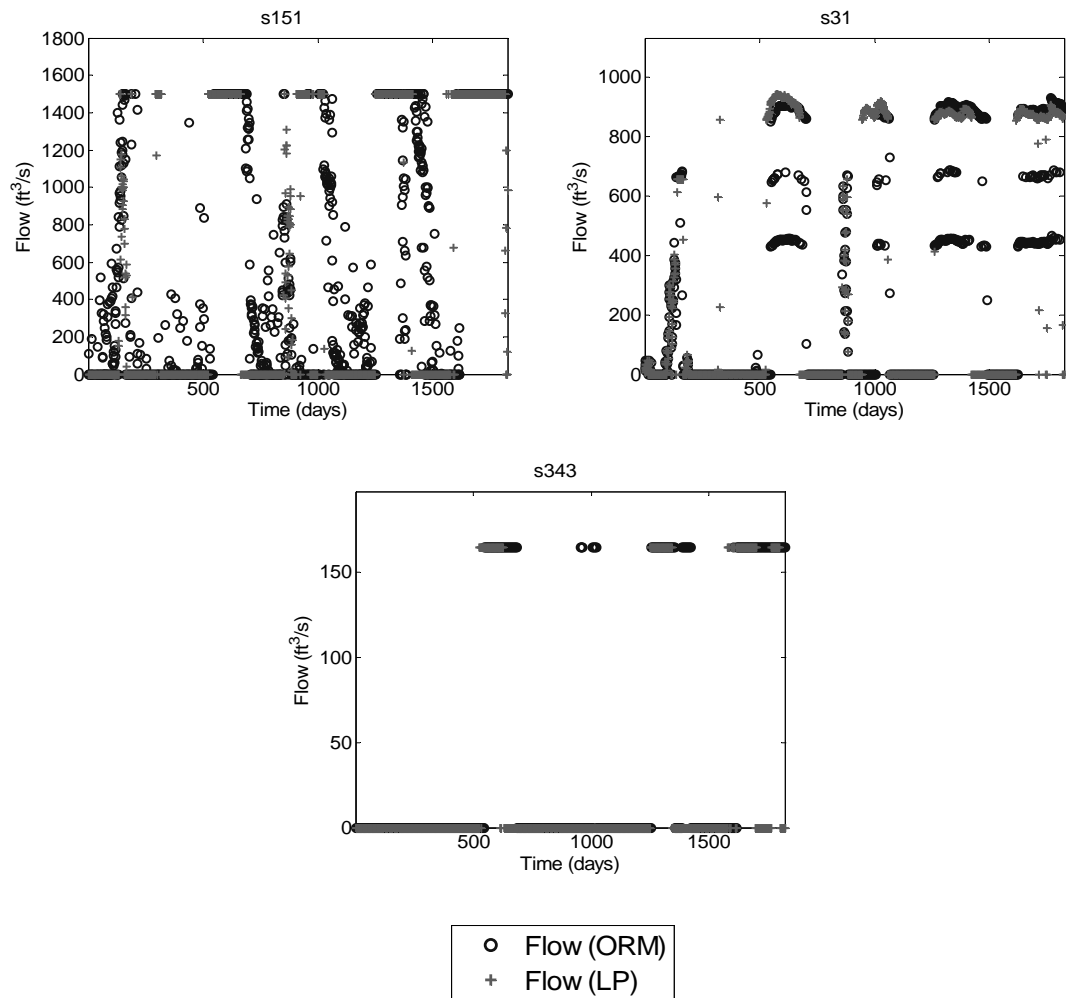 s151
1800
1600
1400
1200
1000
800
600
400
200
0
Flow (ft3/s)
500 1000 1500
Time (days)
s31
1000
800
600
400
200
0
Flow (ft3/s)
500 1000 1500
Time (days)
s343
150
100
50
0
Flow (ft3/s)
500 1000 1500
Time (days)
Flow (ORM)
Flow (LP)